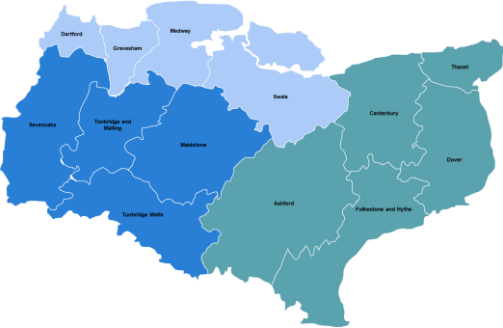 Dartford
Gravesham
Medway
Swale
Thanet
Canterbury
Dover
Sevenoaks
Tonbridge and
Malling
Maidstone
Ashford
Folkestone and Hythe
Tunbridge Wells